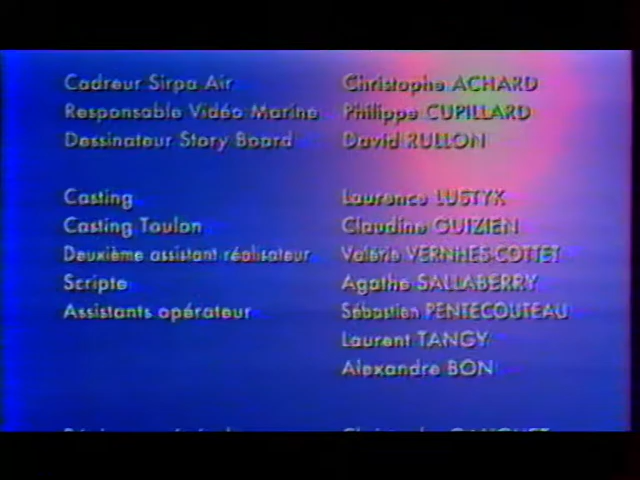 Cadreur Sirpa Air Christophe ACHARD
Responsable Vidéo Marine Philippe CUPILLARD
Dessinateur Story Board David RULLON
Casting Laurence LUSTYK
Casting Toulon Claudine GUIZIEN
Deuxième assistant réalisateur Valérie VERNHES-COTTET
Scripte Agathe SALLABERRY
Assistants opérateur Sébastien PENTECOUTEAU
Laurent TANGY
Alexandre BON